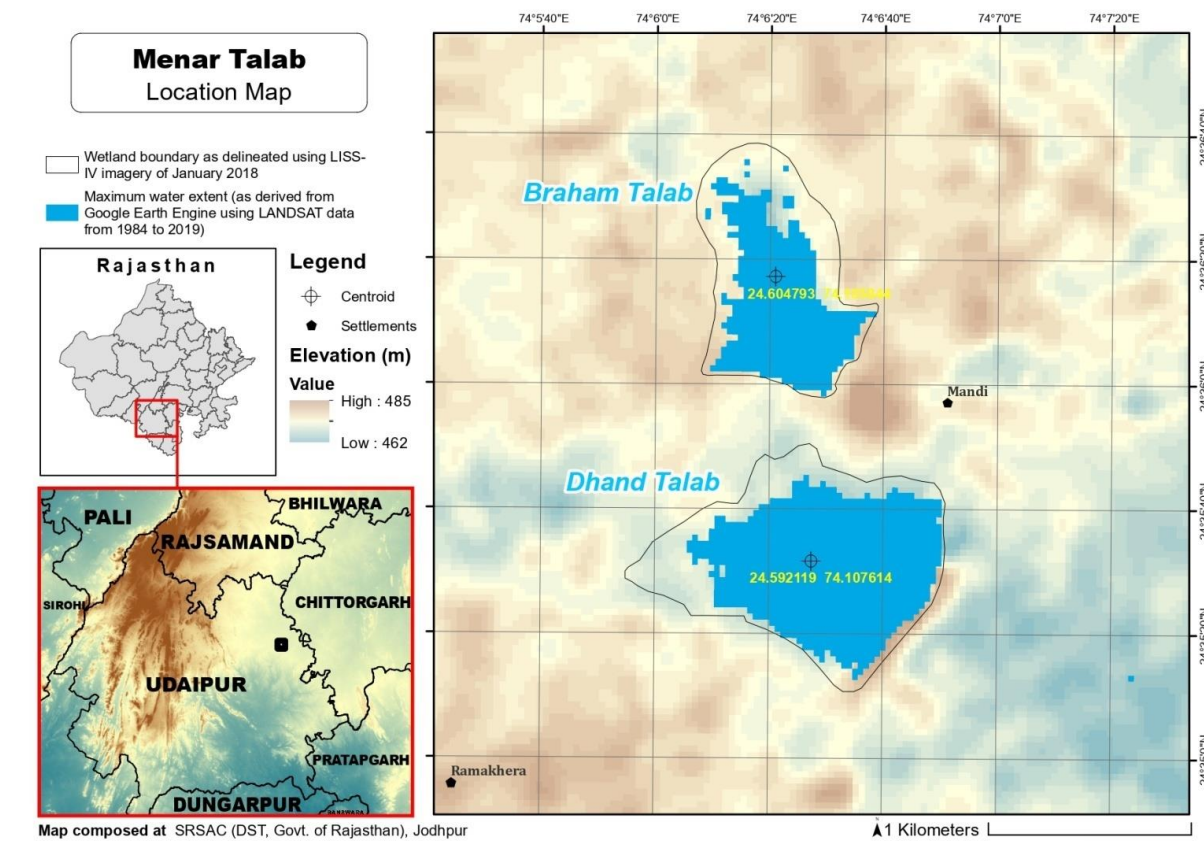 Menar Talab
Location Map
Wetland boundary as delineated using LISS-
IV imagery of January 2018
Maximum water extent (as derived from
Google Earth Engine using LANDSAT data
from 1984 to 2019)
Rajasthan
Legend
Centroid
Settlements
Elevation (m)
Value
High : 485
Low : 462
PALI
BHILWARA
RAJSAMAND
SIROHI
CHITTORGARH
UDAIPUR
PRATAPGARH
DUNGARPUR
BANSWARA
Map composed at SRSAC (DST, Govt. of Rajasthan), Jodhpur
74°5'40"E 74°6'0"E 74°6'20"E 74°6'40"E 74°7'0"E 74°7'20"E
Braham Talab
24.604793
Mandi
Dhand Talab
24.592119 74.107614
Ramakhera
1 Kilometers